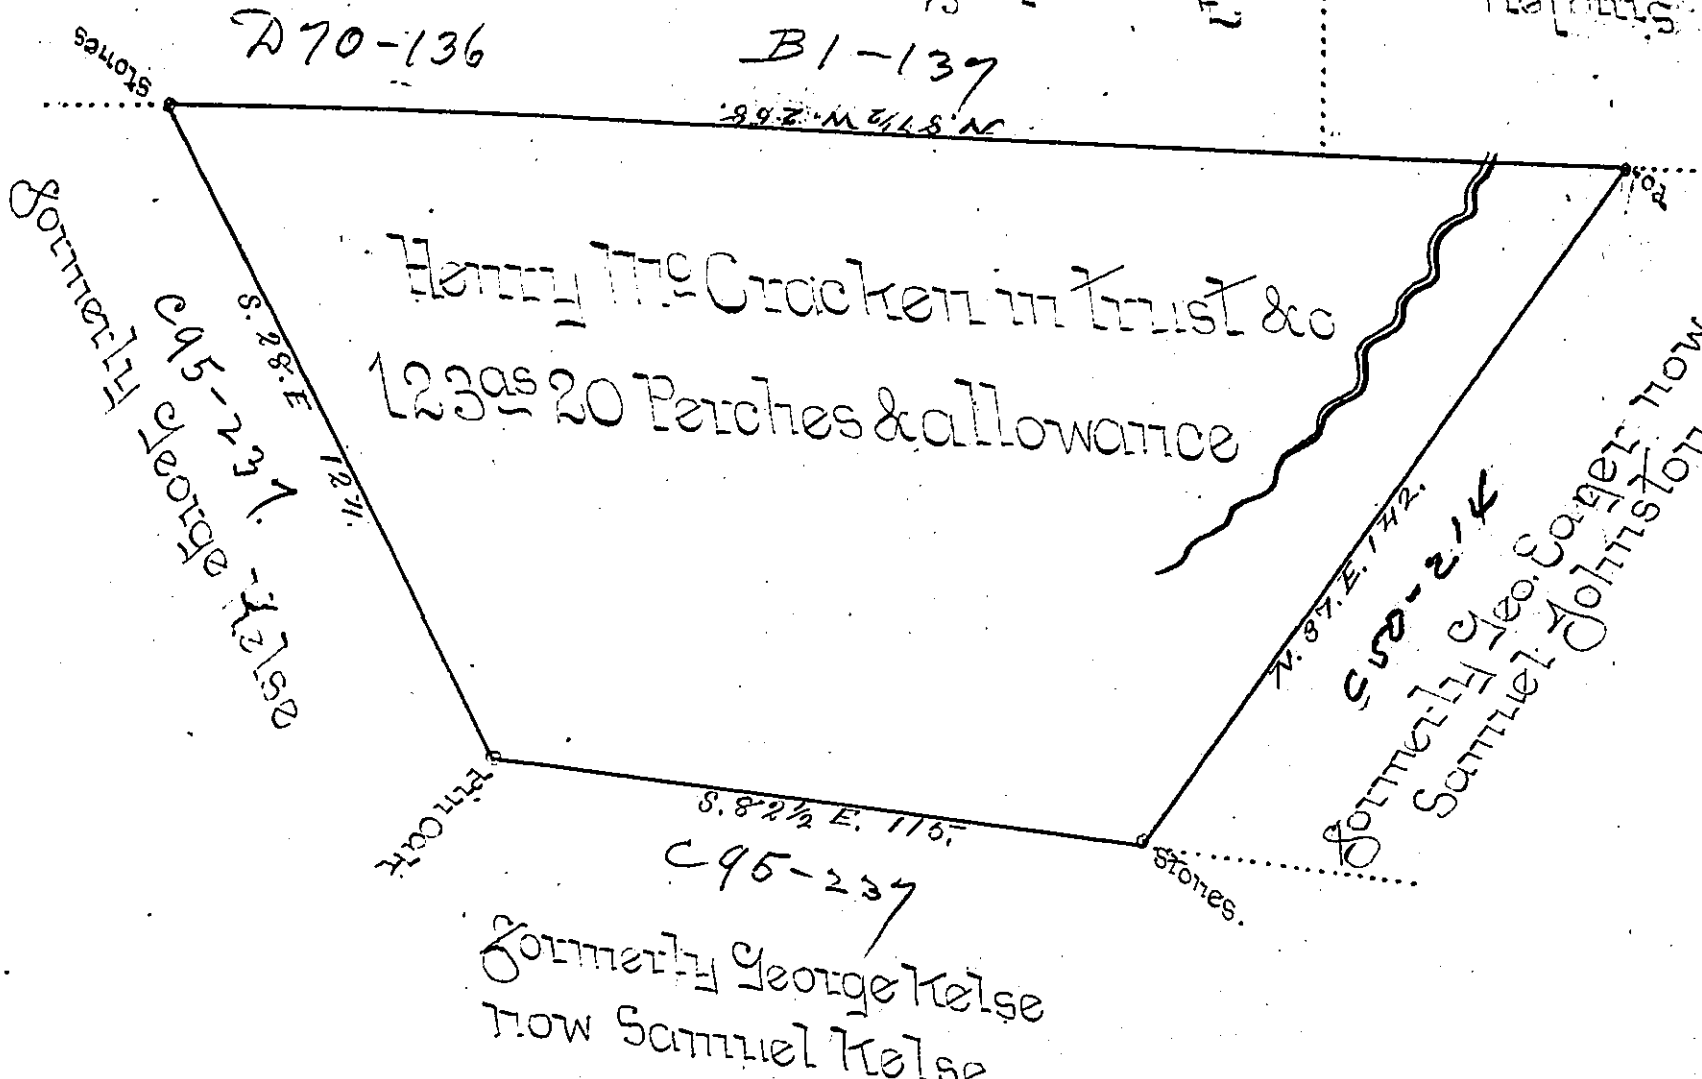 D70-136
B1-137
Stones
N. 87½ W. 268.
Po.
Henry McCracken in Trust &c
123as 20 Perches & allowance
S. 28. E 124.
C95-237.
formerly George Kelse
N. 37. E. 142.
C50-214
formerly Geo. Eager now
Samuel Johnston
Pin oak
S. 82½ E. 115.
Stones.
C95-237
formerly George Kelse
now Samuel Kelse